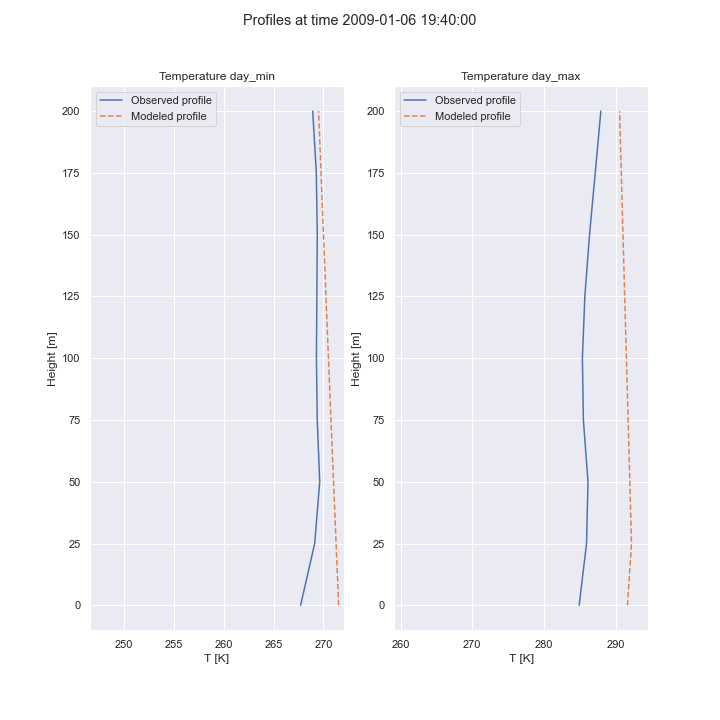 Profiles at time 2009-01-06 19:40:00
Temperature day_min
Observed profile
Modeled profile
200
175
150
125
100
75
50
25
0
Height [m]
250
255
260
265
270
T [K]
Temperature day_max
Observed profile
Modeled profile
200
175
150
125
100
75
50
25
0
Height [m]
260
270
280
290
T [K]